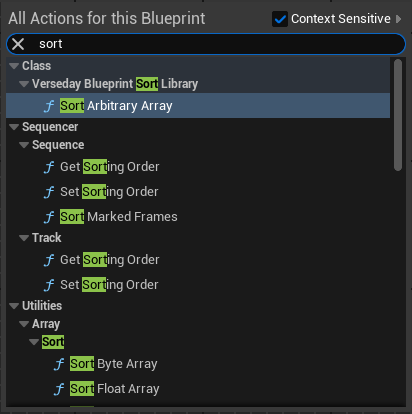 All Actions for this Blueprint
Context Sensitive
sort
Class
Verseday Blueprint Sort Library
Sort Arbitrary Array
Sequencer
Sequence
Get Sorting Order
Set Sorting Order
Sort Marked Frames
Track
Get Sorting Order
Set Sorting Order
Utilities
Array
Sort
Sort Byte Array
Sort Float Array